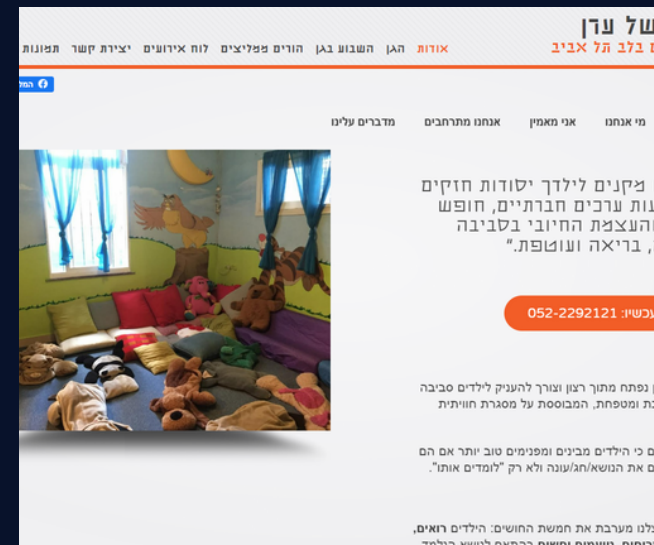 של ערן
בלב תל אביב
אודות הגן השבוע בגן הורים ממליצים לוח אירועים יצירת קשר תמונות
מי אנחנו אני מאמין אנחנו מתרחבים מדברים עלינו
מקנים לילדך יסודות חזקים
ערכים חברתיים, חופש
והעצמת החיובי בסביבה
, בריאה ועוטפת."
עכשיו: 052-2292121
נפתח מתוך רצון וצורך להעניק לילדים סביבה
ומטפחת, המבוססת על מסגרת חוויתית
כי הילדים מבינים ומפנימים טוב יותר אם הם
את הנושא/חג/עונה ולא רק "לומדים אותו".
מערבת את חמשת החושים: הילדים רואים,